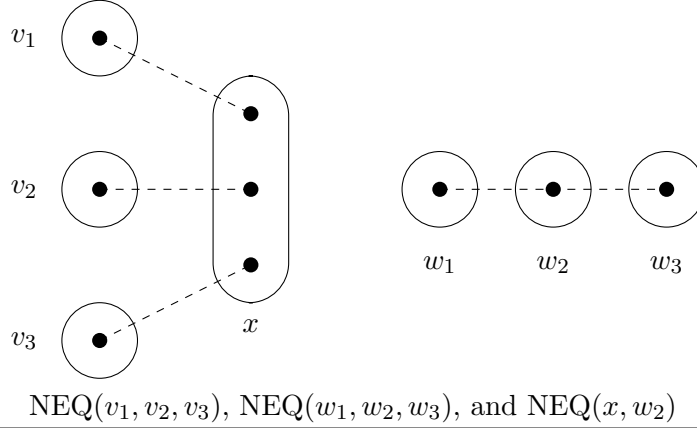 v₁
v₂
v₃
x
w₁ w₂ w₃
NEQ(v₁, v₂, v₃), NEQ(w₁, w₂, w₃), and NEQ(x, w₂)